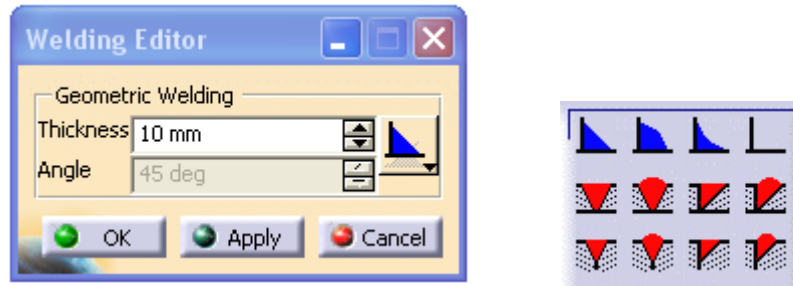 Welding Editor
Geometric Welding
Thickness 10 mm
Angle 45 deg
OK Apply Cancel